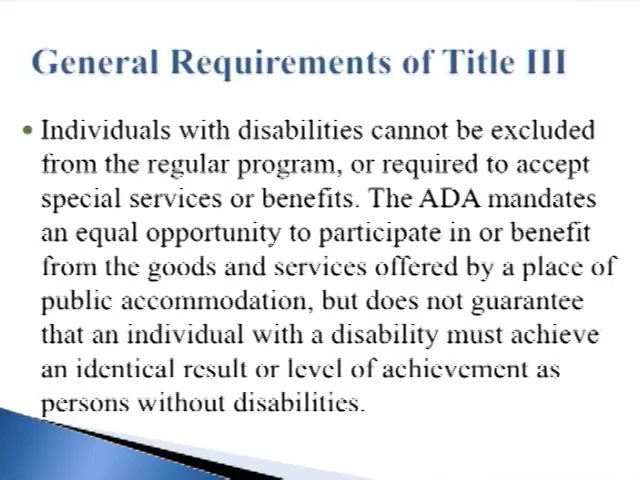 General Requirements of Title III
Individuals with disabilities cannot be excluded
from the regular program, or required to accept
special services or benefits. The ADA mandates
an equal opportunity to participate in or benefit
from the goods and services offered by a place of
public accommodation, but does not guarantee
that an individual with a disability must achieve
an identical result or level of achievement as
persons without disabilities.